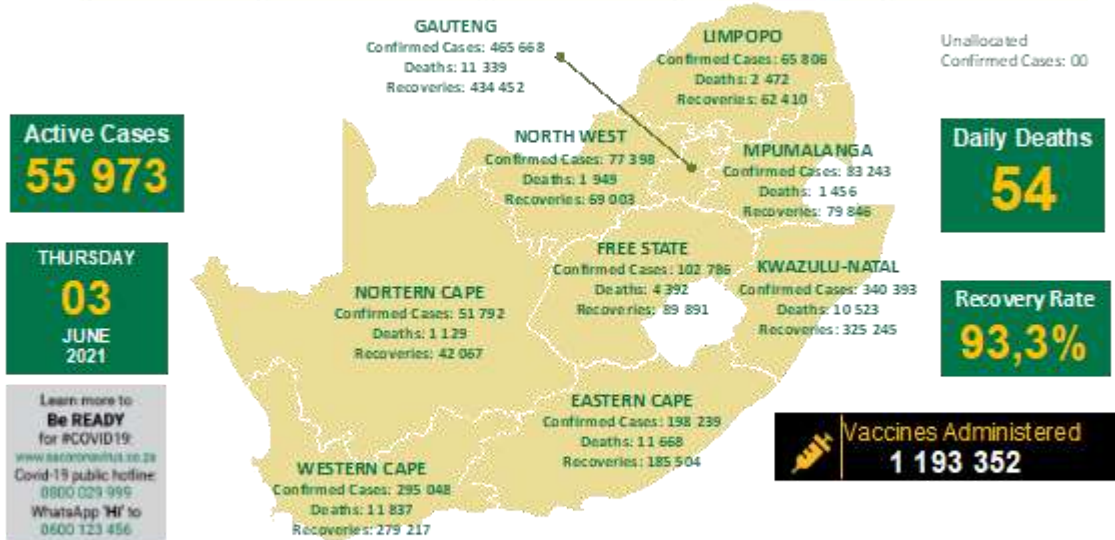 GAUTENG
Confirmed Cases: 465 668
Deaths: 11 339
Recoveries: 434 452
LIMPOPO
Confirmed Cases: 65 806
Deaths: 2 472
Recoveries: 62 410
Unallocated
Confirmed Cases: 00
Active Cases
55 973
NORTH WEST
Confirmed Cases: 77 398
Deaths: 1 949
Recoveries: 69 003
MPUMALANGA
Confirmed Cases: 83 243
Deaths: 1 456
Recoveries: 79 846
Daily Deaths
54
THURSDAY
03
JUNE
2021
FREE STATE
Confirmed Cases: 102 786
Deaths: 4 392
Recoveries: 89 891
KWAZULU-NATAL
Confirmed Cases: 340 393
Deaths: 10 523
Recoveries: 325 245
NORTERN CAPE
Confirmed Cases: 51 792
Deaths: 1 129
Recoveries: 42 067
Recovery Rate
93,3%
Learn more to
Be READY
for #COVID19:
www.sacoronavirus.co.za
Covid-19 public hotline:
0800 029 999
WhatsApp 'Hi' to
0600 123 456
EASTERN CAPE
Confirmed Cases: 198 239
Deaths: 11 668
Recoveries: 185 504
Vaccines Administered
1 193 352
WESTERN CAPE
Confirmed Cases: 295 048
Deaths: 11 837
Recoveries: 279 217